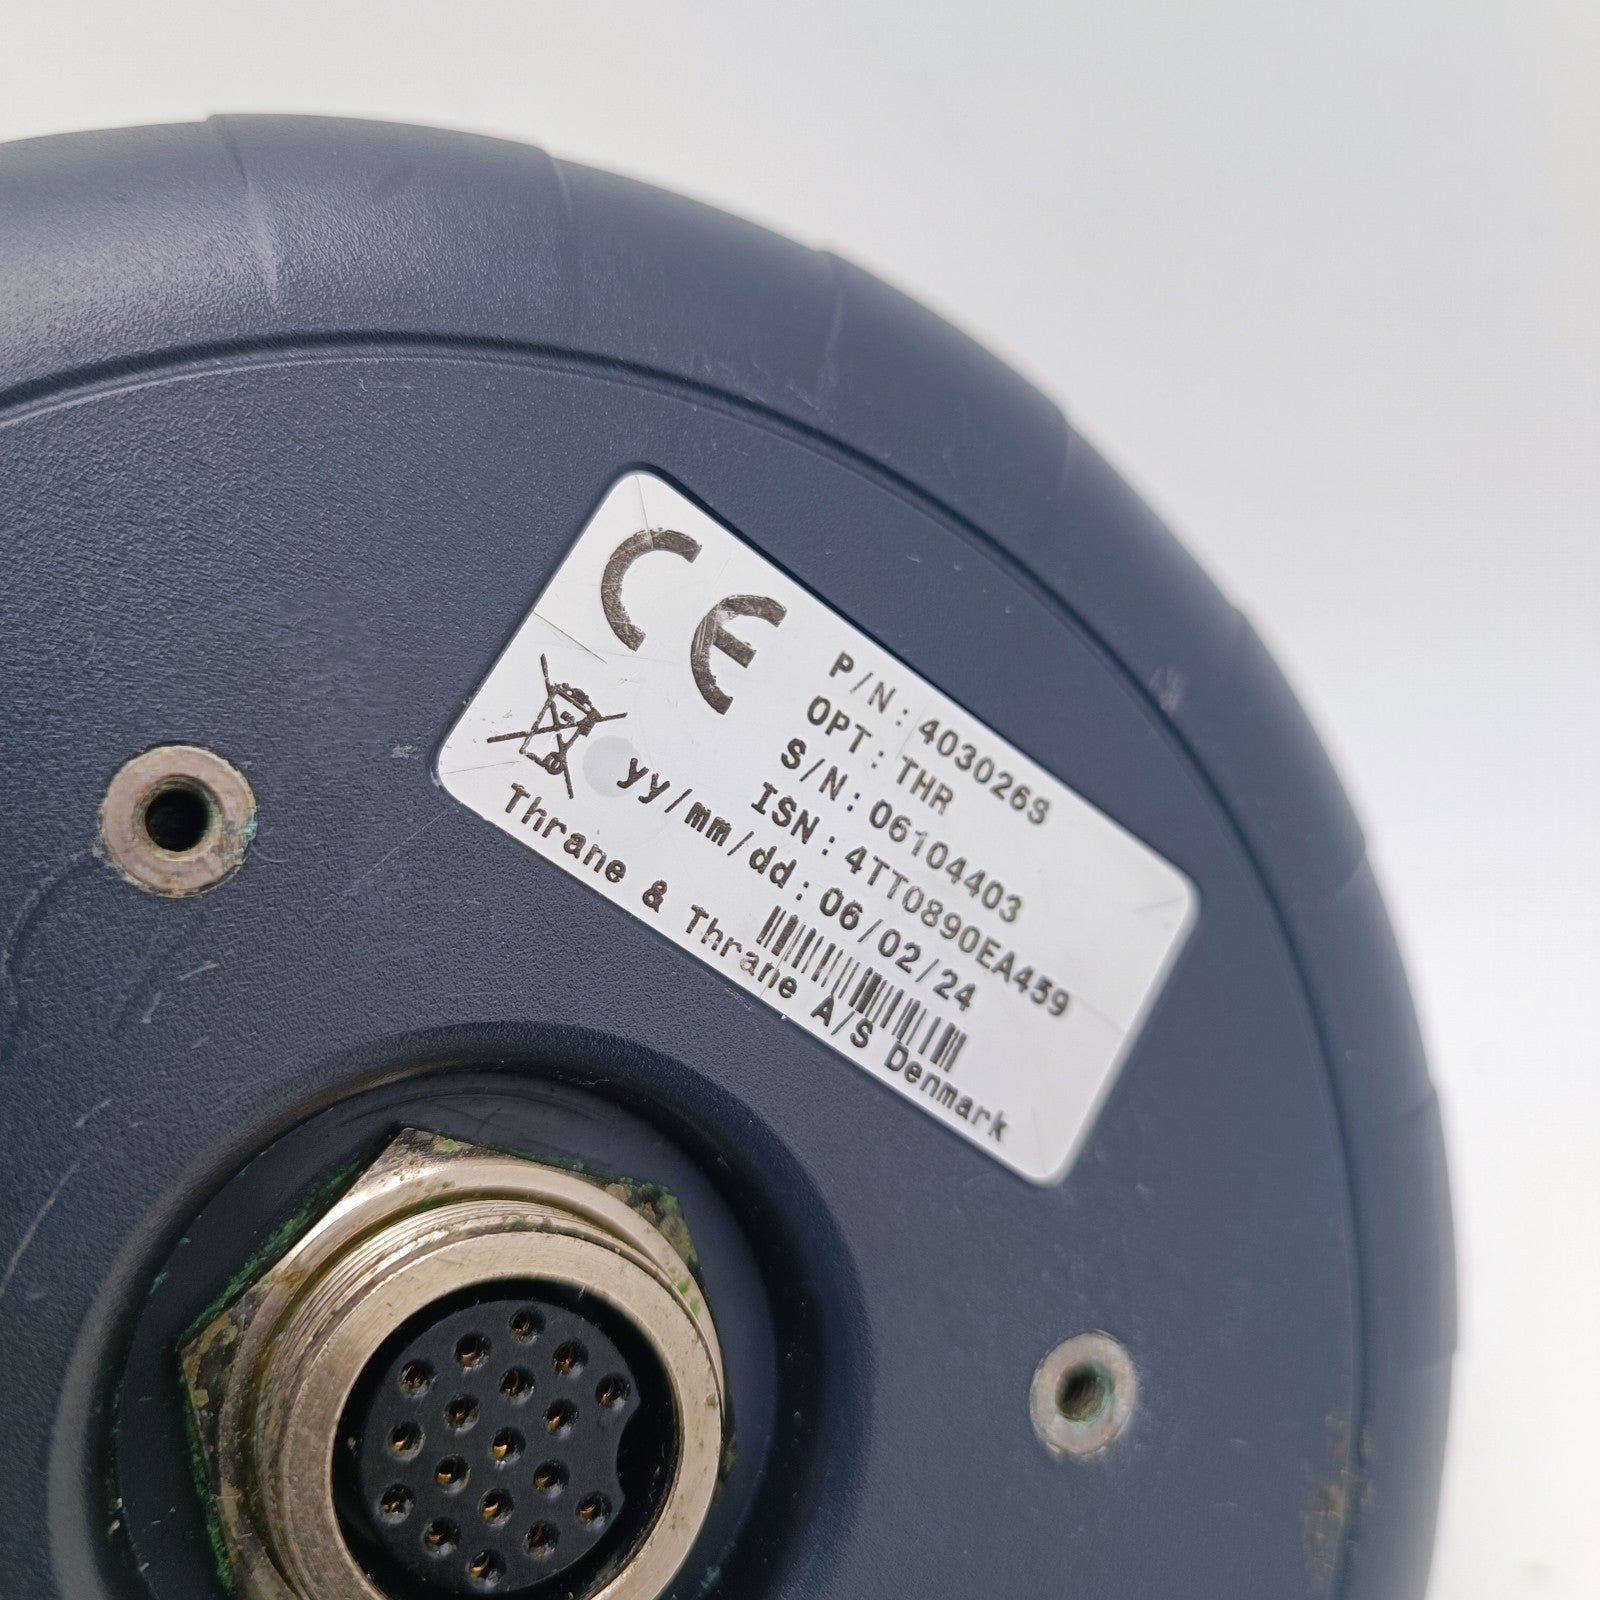 CE
P/N: 403026S
OPT: THR
S/N: 06104403
ISN: 4TT0890EA459
yy/mm/dd: 06/02/24
Thrane & Thrane A/S Denmark